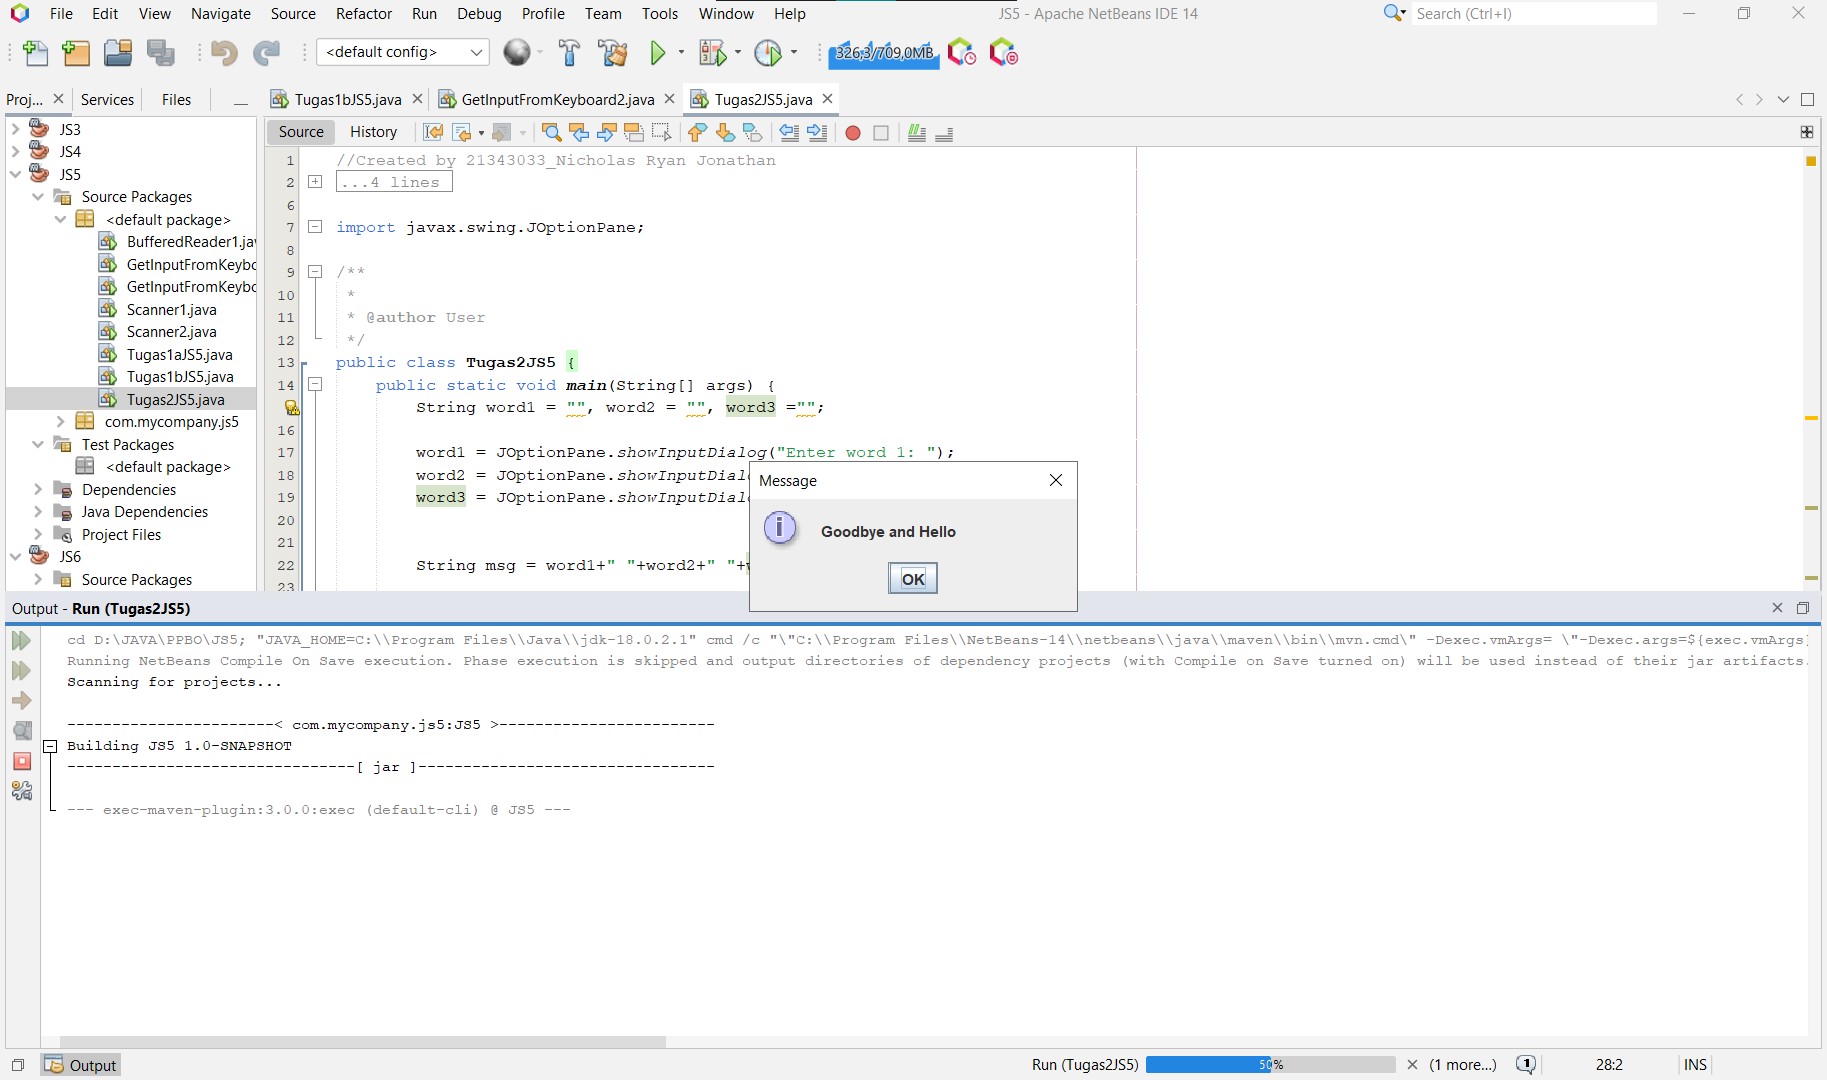 File Edit View Navigate Source Refactor Run Debug Profile Team Tools Window Help JS5 - Apache NetBeans IDE 14 Search (Ctrl+I)
<default config> 326,3/709,0MB
Proj... Services Files Tugas1bJS5.java GetInputFromKeyboard2.java Tugas2JS5.java
Source History
JS3
JS4
JS5
Source Packages
<default package>
BufferedReader1.jav
GetInputFromKeybo
GetInputFromKeybo
Scanner1.java
Scanner2.java
Tugas1aJS5.java
Tugas1bJS5.java
Tugas2JS5.java
com.mycompany.js5
Test Packages
<default package>
Dependencies
Java Dependencies
Project Files
JS6
Source Packages
1 //Created by 21343033_Nicholas Ryan Jonathan
2 ...4 lines
6
7 import javax.swing.JOptionPane;
8
9 /**
10 *
11 * @author User
12 */
13 public class Tugas2JS5 {
14 public static void main(String[] args) {
String word1 = "", word2 = "", word3 ="";
16
17 word1 = JOptionPane.showInputDialog("Enter word 1: ");
18 word2 = JOptionPane.showInputDial
19 word3 = JOptionPane.showInputDial
20
21
22 String msg = word1+" "+word2+" "+
23
Message
Goodbye and Hello
OK
Output - Run (Tugas2JS5)
cd D:\JAVA\PPBO\JS5; "JAVA_HOME=C:\\Program Files\\Java\\jdk-18.0.2.1" cmd /c "\"C:\\Program Files\\NetBeans-14\\netbeans\\java\\maven\\bin\\mvn.cmd\" -Dexec.vmArgs= \"-Dexec.args=${exec.vmArgs}
Running NetBeans Compile On Save execution. Phase execution is skipped and output directories of dependency projects (with Compile on Save turned on) will be used instead of their jar artifacts.
Scanning for projects...
-----------------------< com.mycompany.js5:JS5 >------------------------
Building JS5 1.0-SNAPSHOT
--------------------------------[ jar ]---------------------------------
--- exec-maven-plugin:3.0.0:exec (default-cli) @ JS5 ---
Output Run (Tugas2JS5) 50% (1 more...) 1 28:2 INS